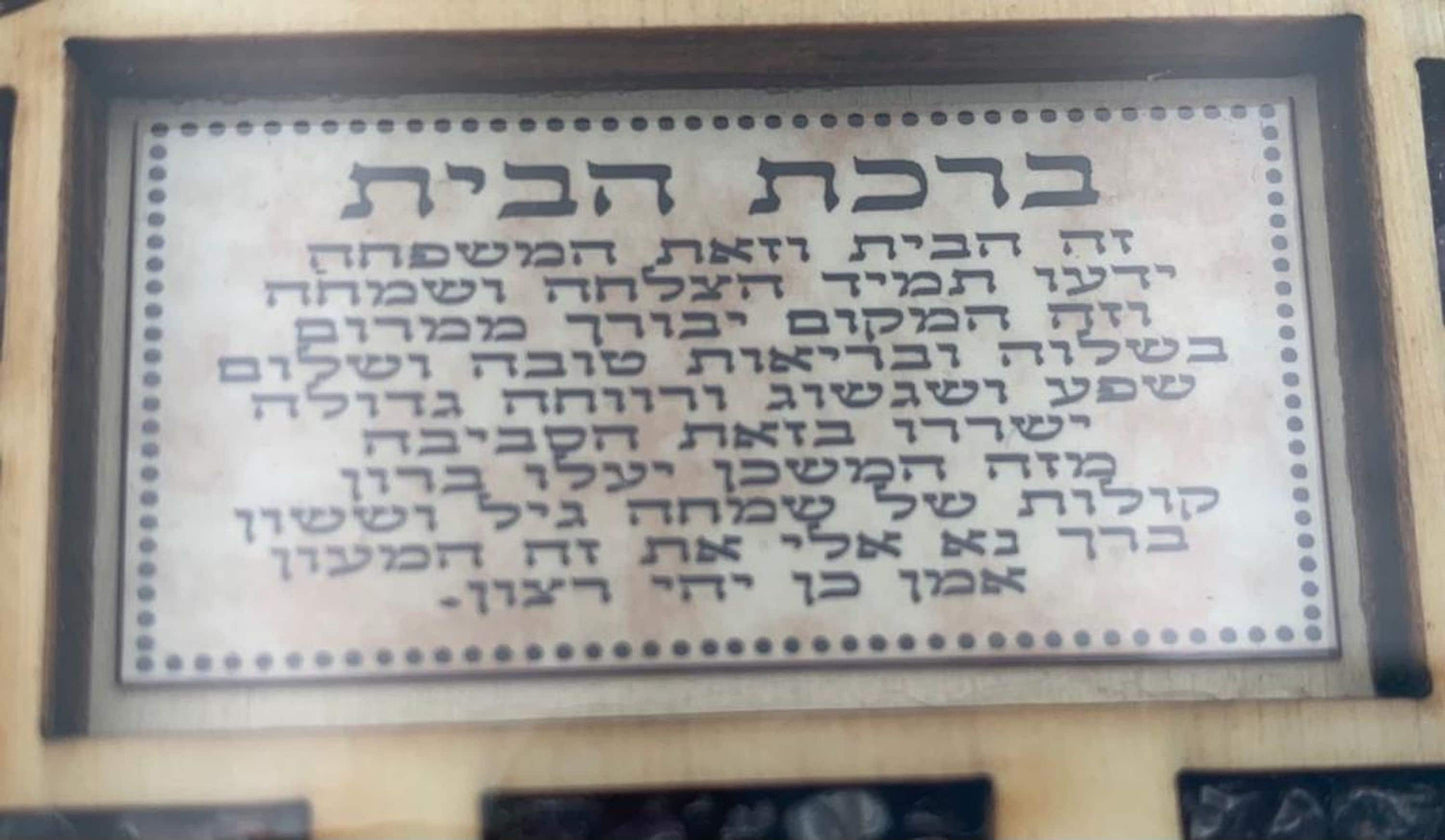 ברכת הבית
זה הבית וזאת המשפחה
ידעו תמיד הצלחה ושמחה
וזה המקום יבורך ממרום
בשלוה ובריאות טובה ושלום
שפע ושגשוג ורווחה גדולה
ישררו בזאת הסביבה
מזה המשכן יעלו ברון
קולות של שמחה גיל וששון
ברך נא אלי את זה המעון
אמן כן יהי רצון.